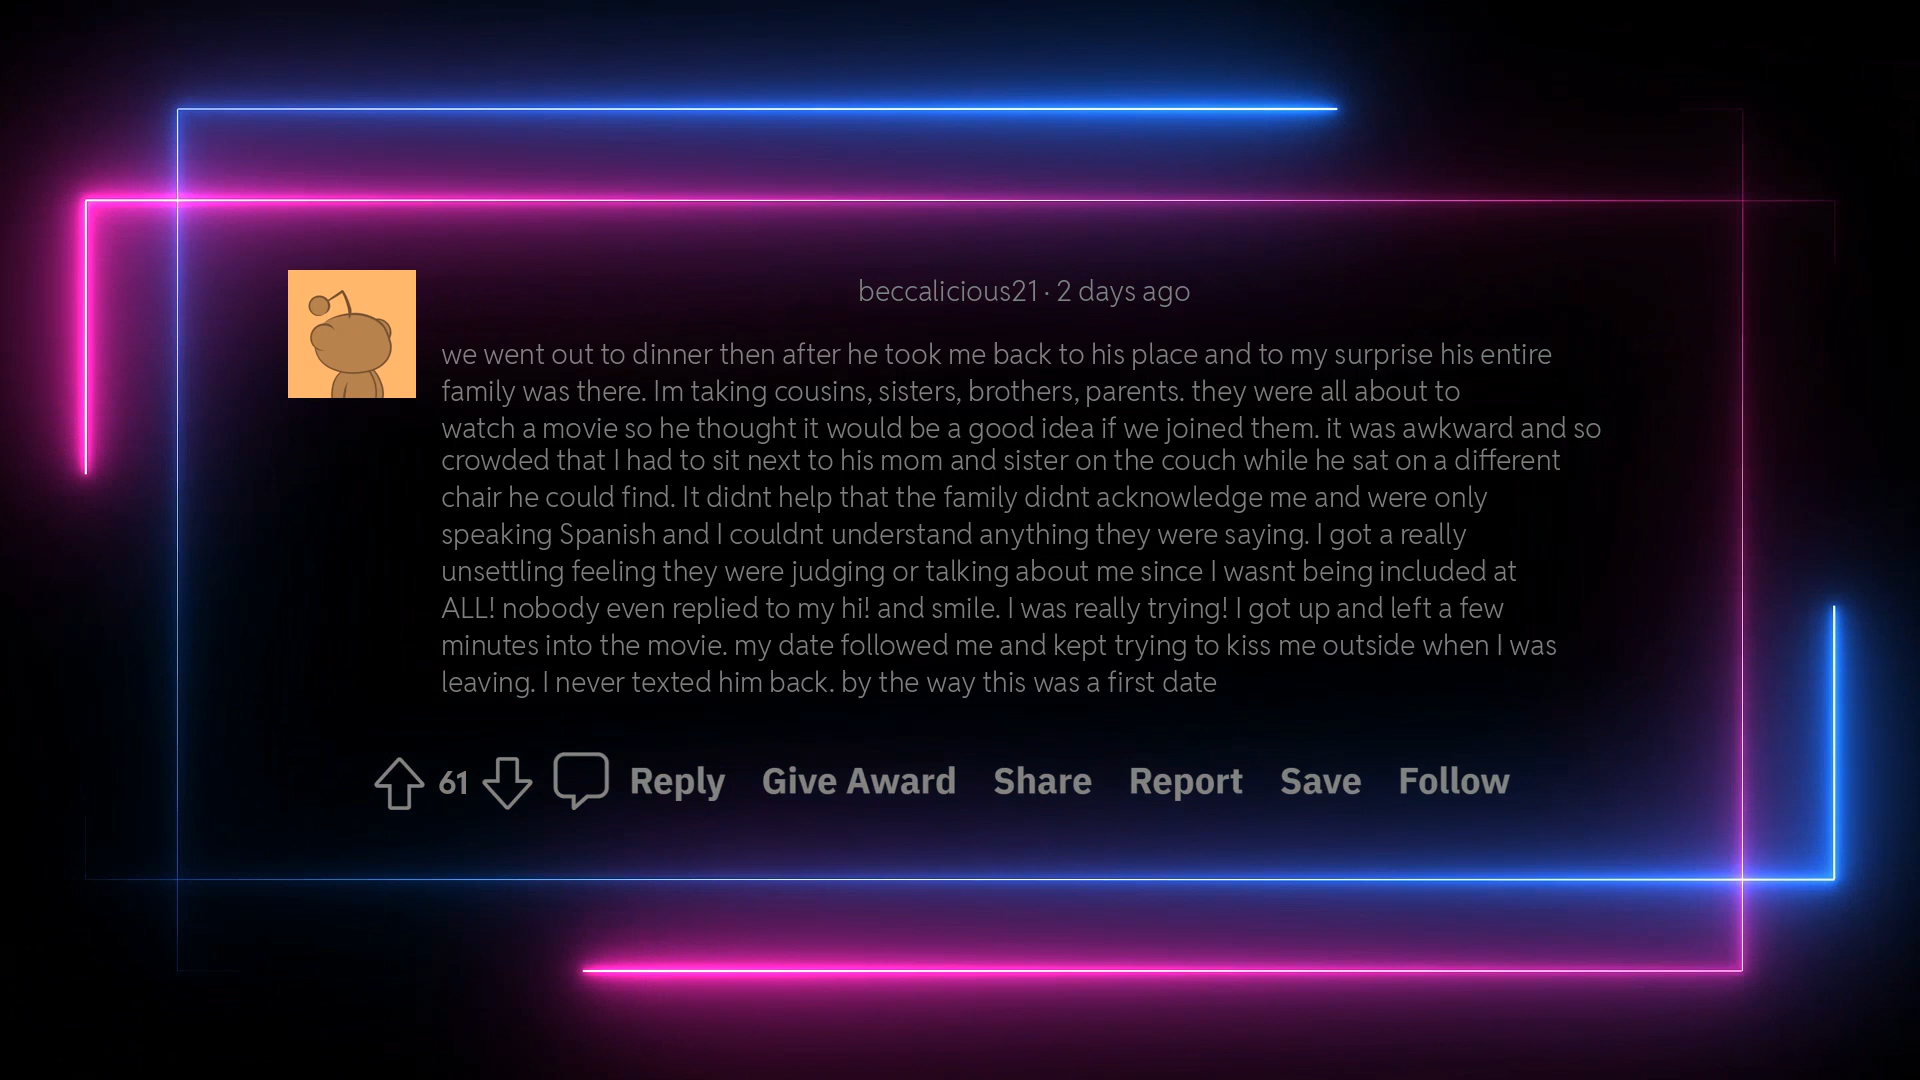 beccalicious21 · 2 days ago
we went out to dinner then after he took me back to his place and to my surprise his entire
family was there. Im taking cousins, sisters, brothers, parents. they were all about to
watch a movie so he thought it would be a good idea if we joined them. it was awkward and so
crowded that I had to sit next to his mom and sister on the couch while he sat on a different
chair he could find. It didnt help that the family didnt acknowledge me and were only
speaking Spanish and I couldnt understand anything they were saying. I got a really
unsettling feeling they were judging or talking about me since I wasnt being included at
ALL! nobody even replied to my hi! and smile. I was really trying! I got up and left a few
minutes into the movie. my date followed me and kept trying to kiss me outside when I was
leaving. I never texted him back. by the way this was a first date
61 Reply Give Award Share Report Save Follow